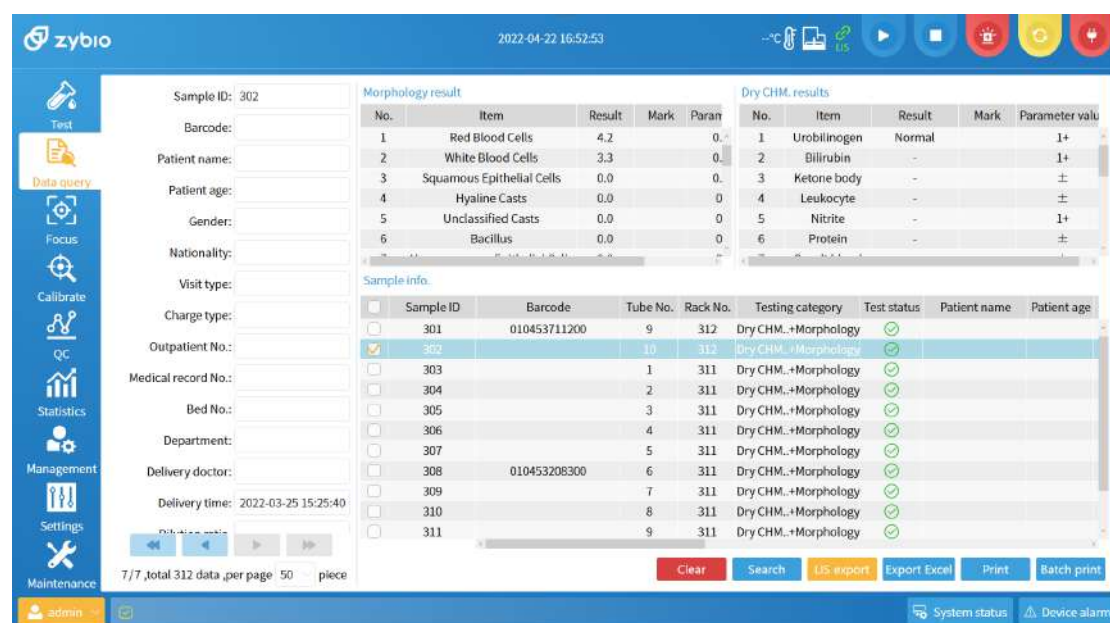 zybio
2022-04-22 16:52:53
--°C
LIS
Test
Data query
Focus
Calibrate
QC
Statistics
Management
Settings
Maintenance
Sample ID: 302
Barcode:
Patient name:
Patient age:
Gender:
Nationality:
Visit type:
Charge type:
Outpatient No.:
Medical record No.:
Bed No.:
Department:
Delivery doctor:
Delivery time: 2022-03-25 15:25:40
7/7 ,total 312 data ,per page 50 piece
Morphology result
No. Item Result Mark Param
1 Red Blood Cells 4.2 0.
2 White Blood Cells 3.3 0.
3 Squamous Epithelial Cells 0.0 0.
4 Hyaline Casts 0.0 0
5 Unclassified Casts 0.0 0
6 Bacillus 0.0 0
Dry CHM. results
No. Item Result Mark Parameter valu
1 Urobilinogen Normal 1+
2 Bilirubin - 1+
3 Ketone body - ±
4 Leukocyte - ±
5 Nitrite - 1+
6 Protein - ±
Sample info.
Sample ID Barcode Tube No. Rack No. Testing category Test status Patient name Patient age
301 010453711200 9 312 Dry CHM..+Morphology
302 10 312 Dry CHM..+Morphology
303 1 311 Dry CHM..+Morphology
304 2 311 Dry CHM..+Morphology
305 3 311 Dry CHM..+Morphology
306 4 311 Dry CHM..+Morphology
307 5 311 Dry CHM..+Morphology
308 010453208300 6 311 Dry CHM..+Morphology
309 7 311 Dry CHM..+Morphology
310 8 311 Dry CHM..+Morphology
311 9 311 Dry CHM..+Morphology
Clear Search LIS export Export Excel Print Batch print
admin
System status Device alarm